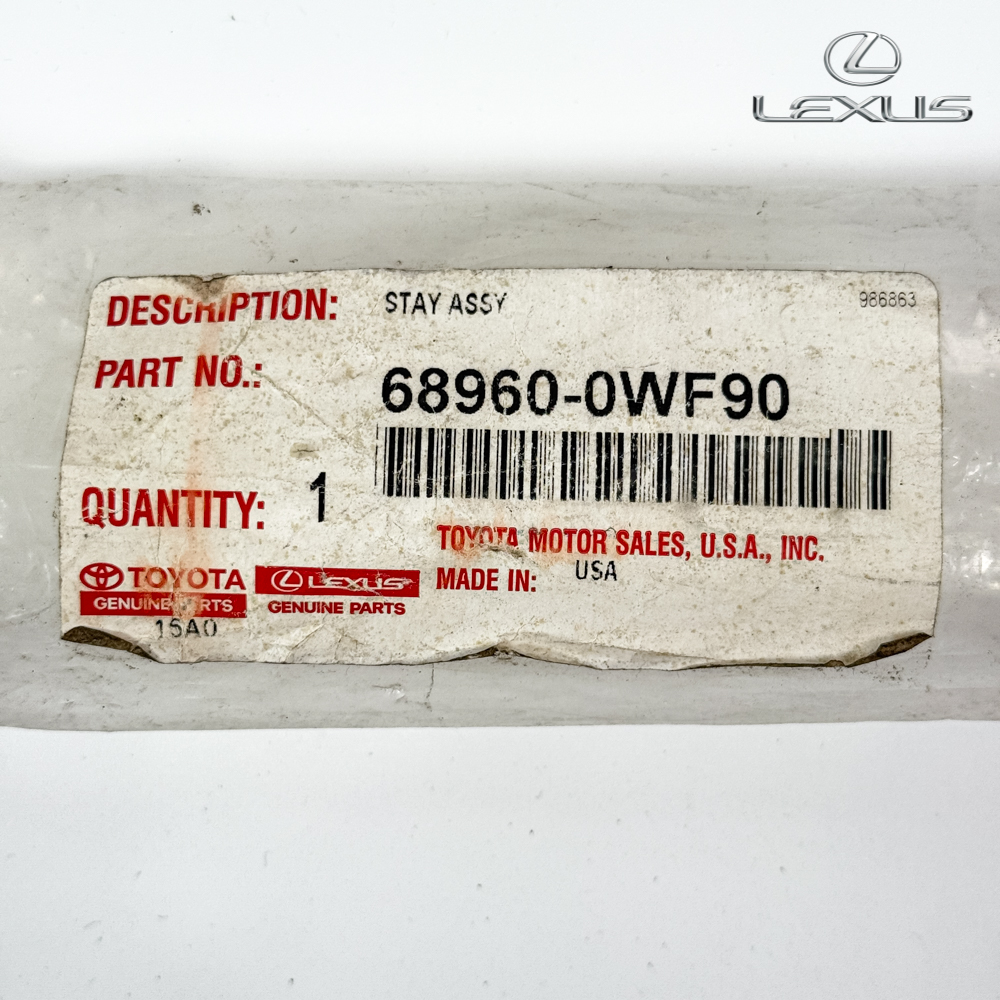 LEXUS
DESCRIPTION: STAY ASSY 986863
PART NO.: 68960-0WF90
QUANTITY: 1
TOYOTA MOTOR SALES, U.S.A., INC.
MADE IN: USA
TOYOTA
GENUINE PARTS
LEXUS
GENUINE PARTS
15A0